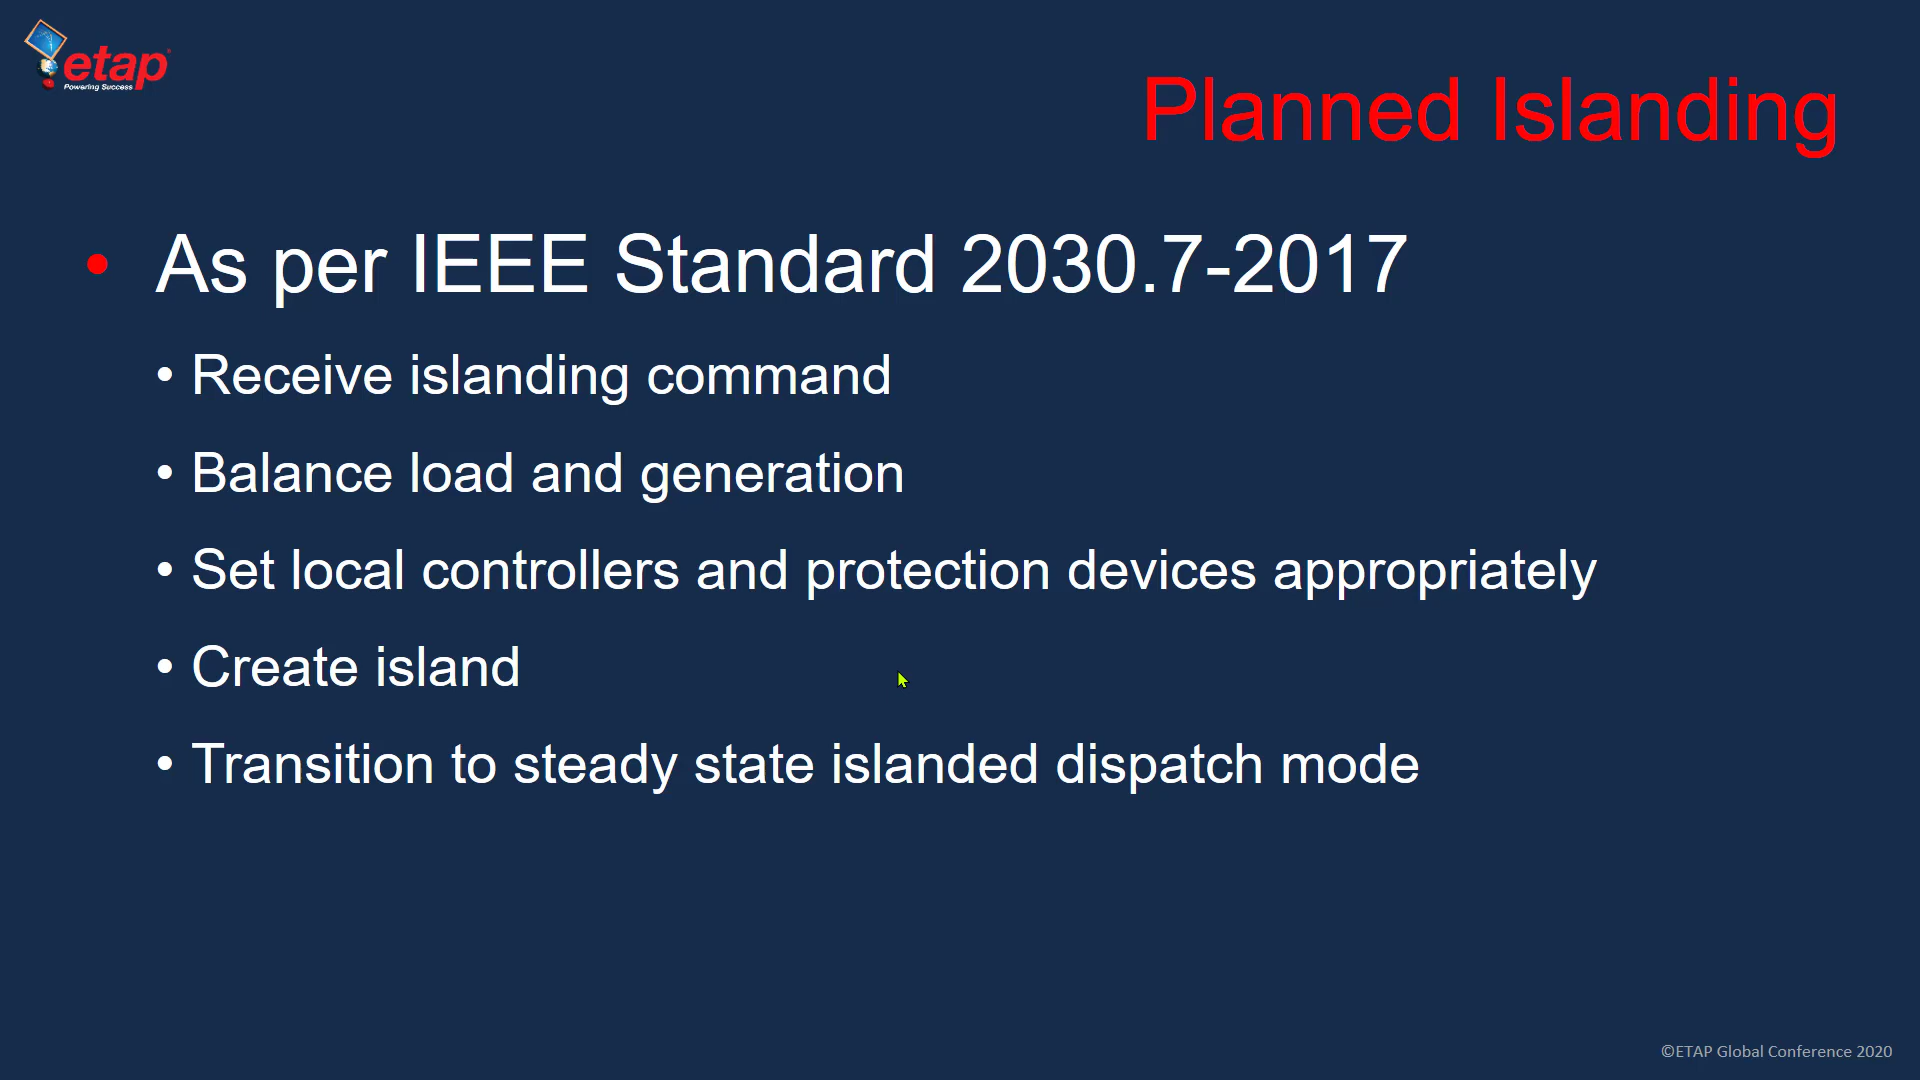 etap
Powering Success
Planned Islanding
• As per IEEE Standard 2030.7-2017
• Receive islanding command
• Balance load and generation
• Set local controllers and protection devices appropriately
• Create island
• Transition to steady state islanded dispatch mode
©ETAP Global Conference 2020